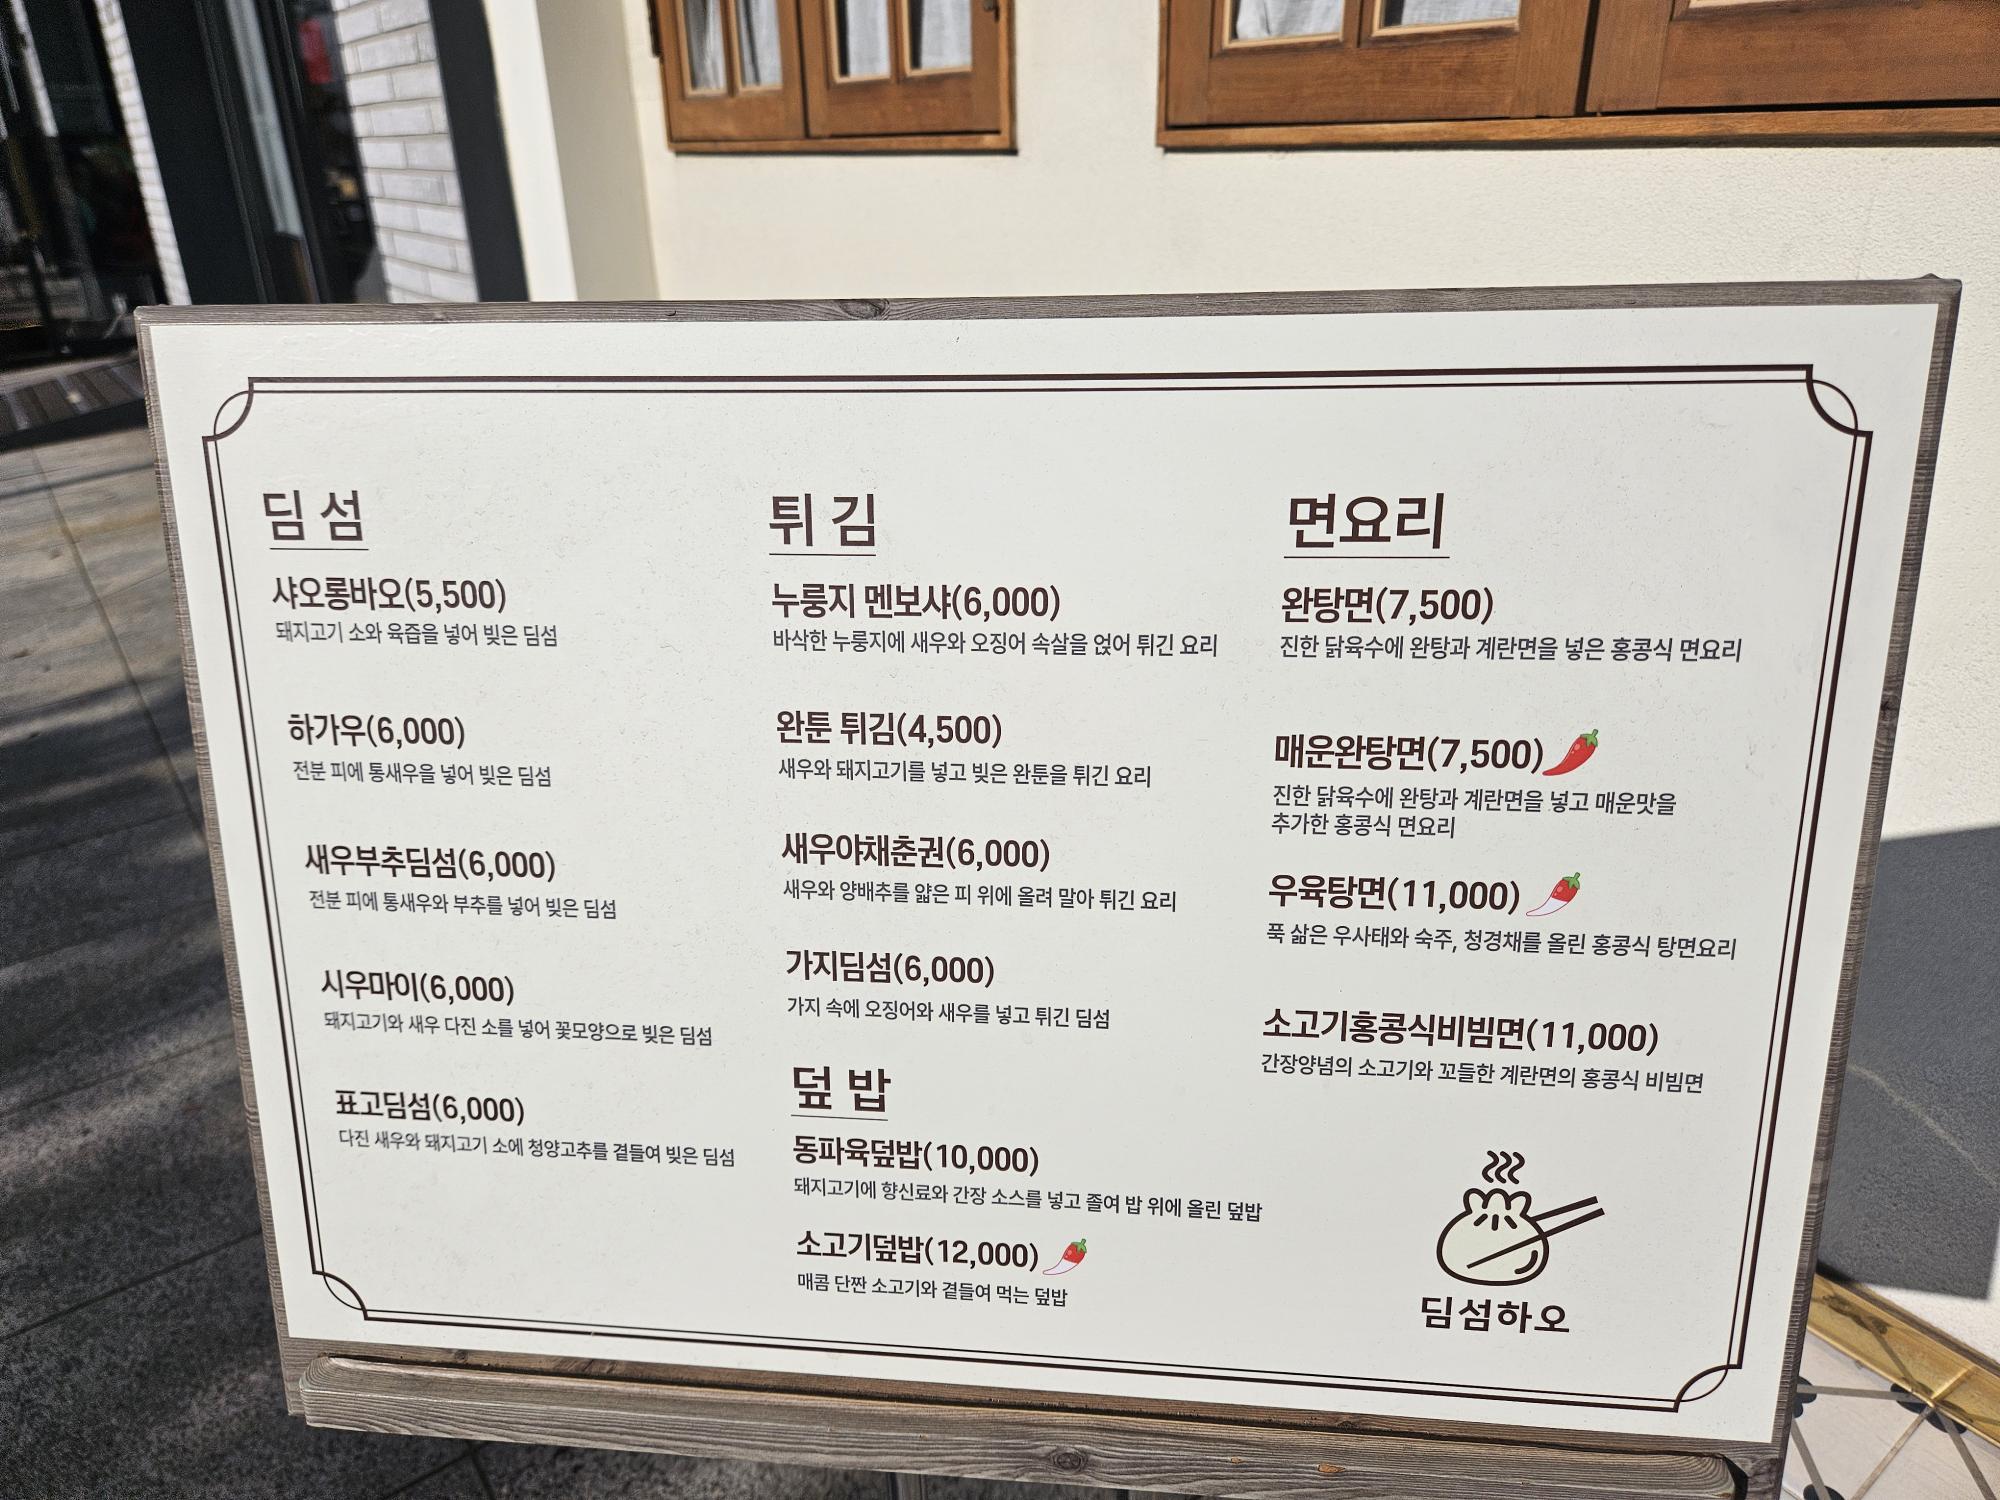 딤섬
샤오롱바오(5,500)
돼지고기 소와 육즙을 넣어 빚은 딤섬
하가우(6,000)
전분 피에 통새우을 넣어 빚은 딤섬
새우부추딤섬(6,000)
전분 피에 통새우와 부추를 넣어 빚은 딤섬
시우마이(6,000)
돼지고기와 새우 다진 소를 넣어 꽃모양으로 빚은 딤섬
표고딤섬(6,000)
다진 새우와 돼지고기 소에 청양고추를 곁들여 빚은 딤섬
튀김
누룽지 멘보샤(6,000)
바삭한 누룽지에 새우와 오징어 속살을 얹어 튀긴 요리
완툰 튀김(4,500)
새우와 돼지고기를 넣고 빚은 완툰을 튀긴 요리
새우야채춘권(6,000)
새우와 양배추를 얇은 피 위에 올려 말아 튀긴 요리
가지딤섬(6,000)
가지 속에 오징어와 새우를 넣고 튀긴 딤섬
덮밥
동파육덮밥(10,000)
돼지고기에 향신료와 간장 소스를 넣고 졸여 밥 위에 올린 덮밥
소고기덮밥(12,000)
매콤 단짠 소고기와 곁들여 먹는 덮밥
면요리
완탕면(7,500)
진한 닭육수에 완탕과 계란면을 넣은 홍콩식 면요리
매운완탕면(7,500)
진한 닭육수에 완탕과 계란면을 넣고 매운맛을
추가한 홍콩식 면요리
우육탕면(11,000)
푹 삶은 우사태와 숙주, 청경채를 올린 홍콩식 탕면요리
소고기홍콩식비빔면(11,000)
간장양념의 소고기와 꼬들한 계란면의 홍콩식 비빔면
딤섬하오